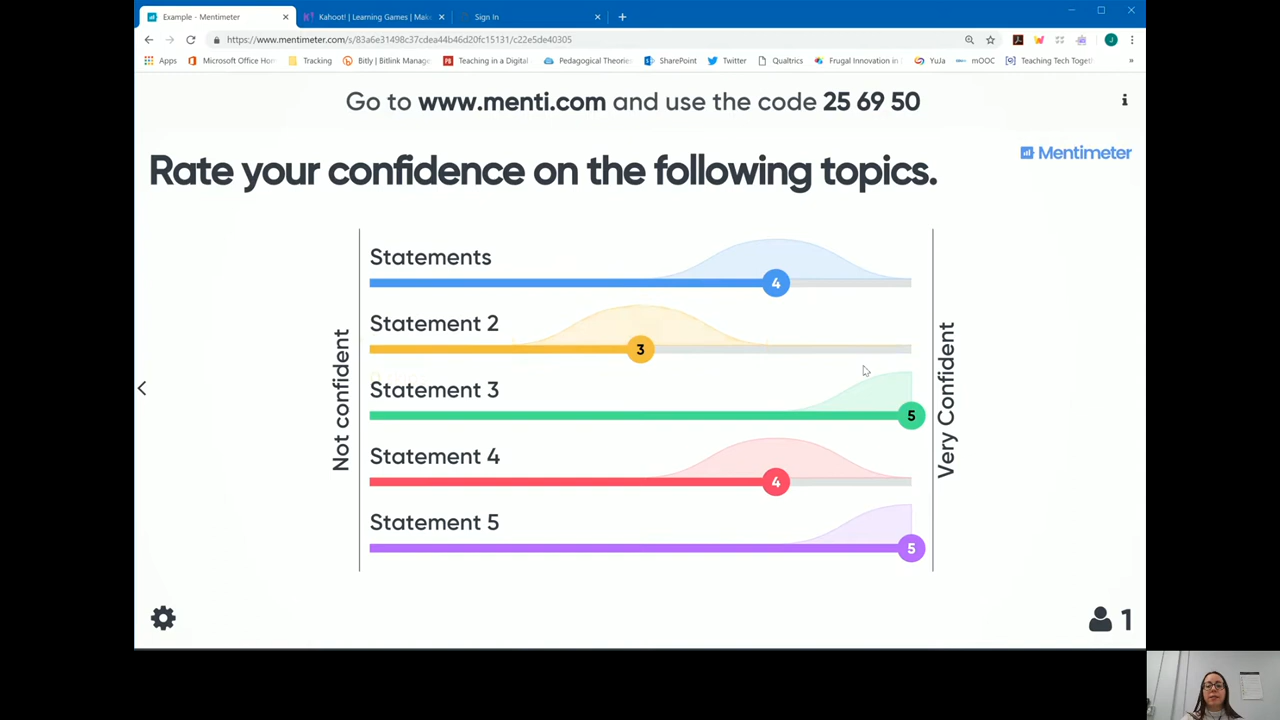 Example - Mentimeter
Kahoot! | Learning Games | Mak
Sign In
https://www.mentimeter.com/s/83a6e31498c37cdea44b46d20fc15131/c22e5de40305
Apps
Microsoft Office Hom
Tracking
Bitly | Bitlink Manage
Teaching in a Digital
Pedagogical Theories
SharePoint
Twitter
Qualtrics
Frugal Innovation in
YuJa
mOOC
Teaching Tech Toget
Go to www.menti.com and use the code 25 69 50
Mentimeter
Rate your confidence on the following topics.
Not confident
Very Confident
Statements
4
Statement 2
3
Statement 3
5
Statement 4
4
Statement 5
5
1